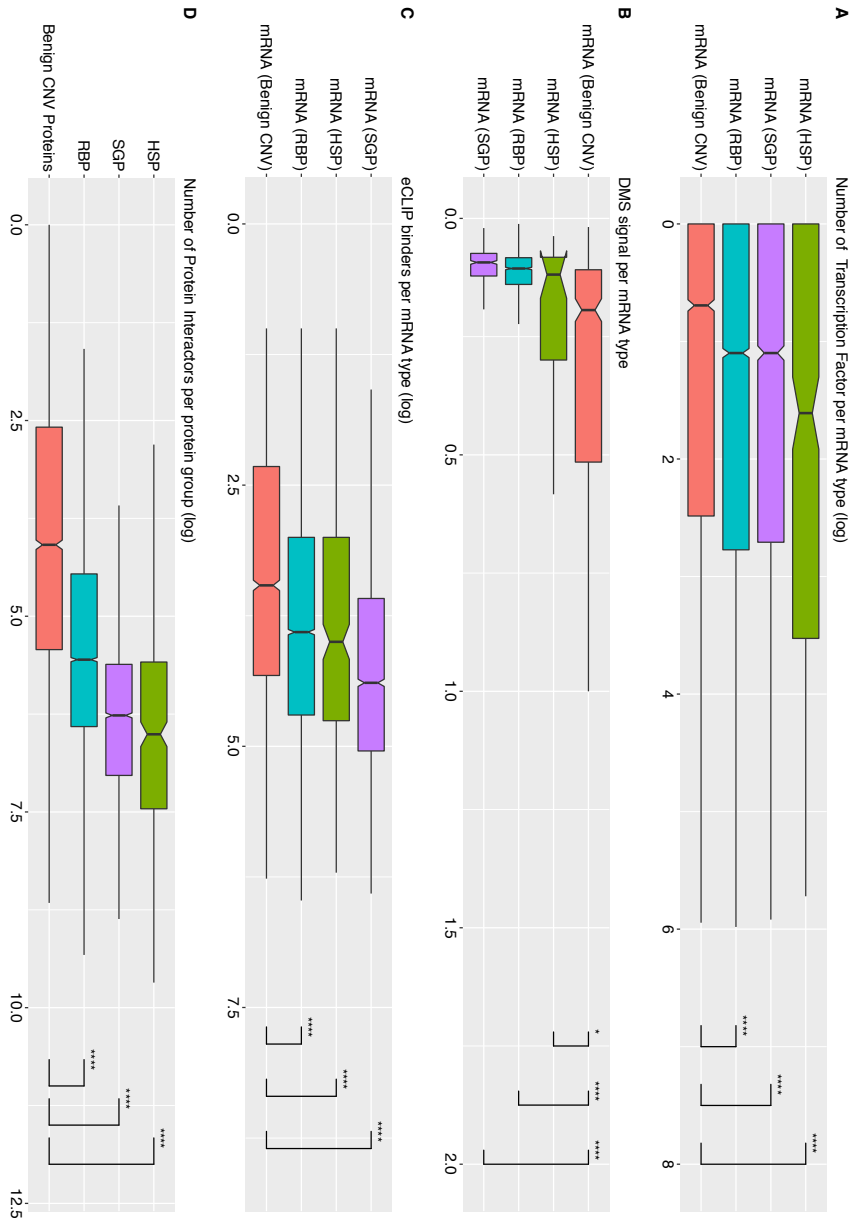 A
Number of  Transcription Factor per mRNA type (log)
mRNA (HSP)
mRNA (SGP)
mRNA (RBP)
mRNA (Benign CNV)
0
2
4
6
8
****
****
****
B
DMS signal per mRNA type
mRNA (Benign CNV)
mRNA (HSP)
mRNA (RBP)
mRNA (SGP)
0.0
0.5
1.0
1.5
2.0
*
****
****
C
eCLIP binders per mRNA type (log)
mRNA (SGP)
mRNA (HSP)
mRNA (RBP)
mRNA (Benign CNV)
0.0
2.5
5.0
7.5
****
****
****
D
Number of Protein Interactors per protein group (log)
HSP
SGP
RBP
Benign CNV Proteins
0.0
2.5
5.0
7.5
10.0
12.5
****
****
****